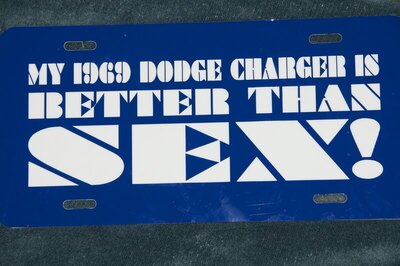 MY 1969 DODGE CHARGER IS
BETTER THAN
SEX!